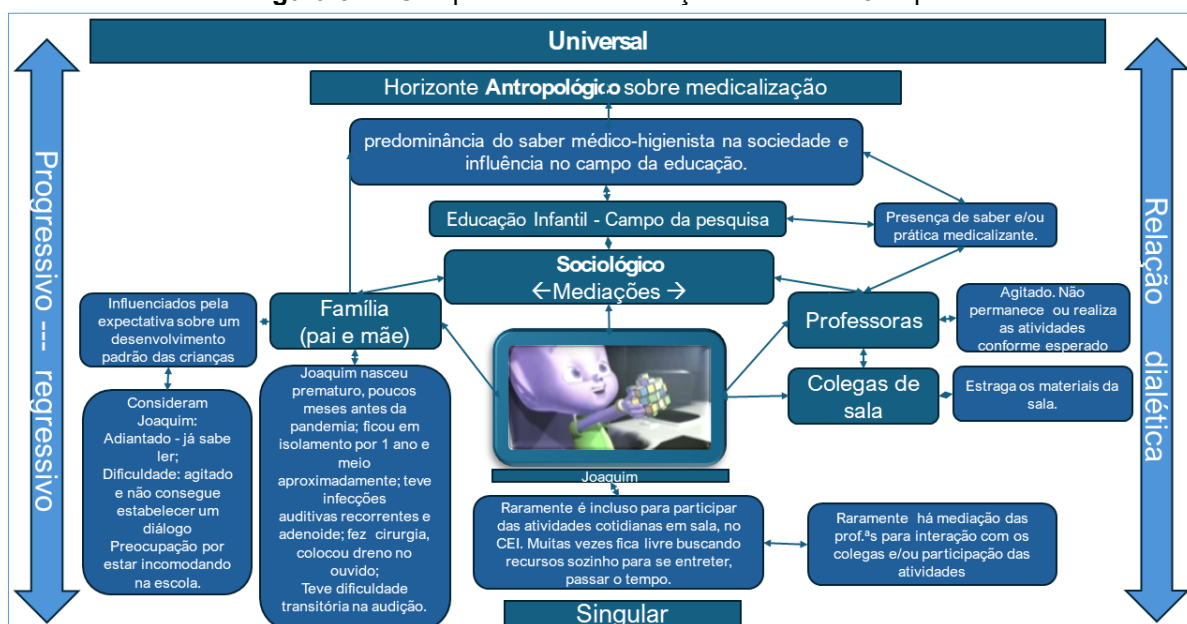 Universal
Horizonte Antropológico sobre medicalização
predominância do saber médico-higienista na sociedade e
influência no campo da educação.
Educação Infantil - Campo da pesquisa
Presença de saber e/ou
prática medicalizante.
Sociológico
←Mediações →
Progressivo --- regressivo
Relação dialética
Influenciados pela
expectativa sobre um
desenvolvimento
padrão das crianças
Família
(pai e mãe)
Professoras
Agitado. Não
permanece ou realiza
as atividades
conforme esperado
Colegas de
sala
Estraga os materiais da
sala.
Consideram
Joaquim:
Adiantado - já sabe
ler;
Dificuldade: agitado
e não consegue
estabelecer um
diálogo
Preocupação por
estar incomodando
na escola.
Joaquim nasceu
prematuro, poucos
meses antes da
pandemia; ficou em
isolamento por 1 ano e
meio
aproximadamente; teve
infecções
auditivas recorrentes e
adenoide; fez cirurgia,
colocou dreno no
ouvido;
Teve dificuldade
transitória na audição.
Joaquim
Raramente é incluso para participar
das atividades cotidianas em sala, no
CEI. Muitas vezes fica livre buscando
recursos sozinho para se entreter,
passar o tempo.
Raramente há mediação das
prof.ªs para interação com os
colegas e/ou participação das
atividades
Singular